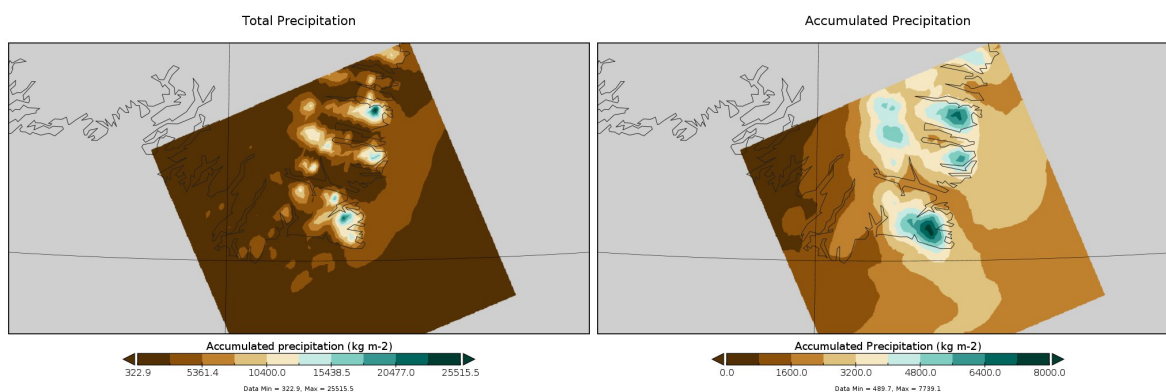 Total Precipitation
Accumulated Precipitation
Accumulated precipitation (kg m-2)
322.9 5361.4 10400.0 15438.5 20477.0 25515.5
Data Min = 322.9, Max = 25515.5
Accumulated Precipitation (kg m-2)
0.0 1600.0 3200.0 4800.0 6400.0 8000.0
Data Min = 489.7, Max = 7739.1